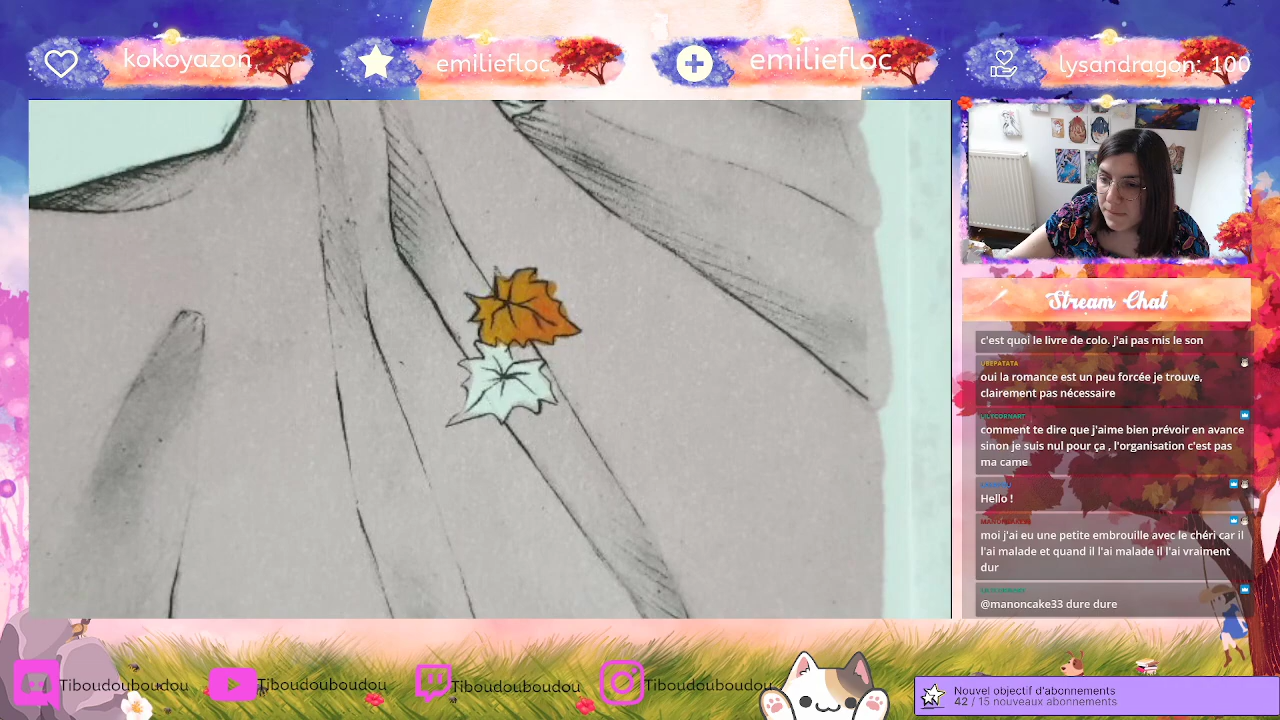 kokoyazon
emiliefloc
emiliefloc
lysandragon: 100
Stream Chat
c'est quoi le livre de colo. j'ai pas mis le son
UBEPATATA
oui la romance est un peu forcée je trouve,
clairement pas nécessaire
comment te dire que j'aime bien prévoir en avance
sinon je suis nul pour ça , l'organisation c'est pas
ma came
Hello !
MANONCAKE33
moi j'ai eu une petite embrouille avec le chéri car il
l'ai malade et quand il l'ai malade il l'ai vraiment
dur
@manoncake33 dure dure
Tiboudouboudou
Tiboudouboudou
Tiboudouboudou
Tiboudouboudou
Nouvel objectif d'abonnements
42 / 15 nouveaux abonnements